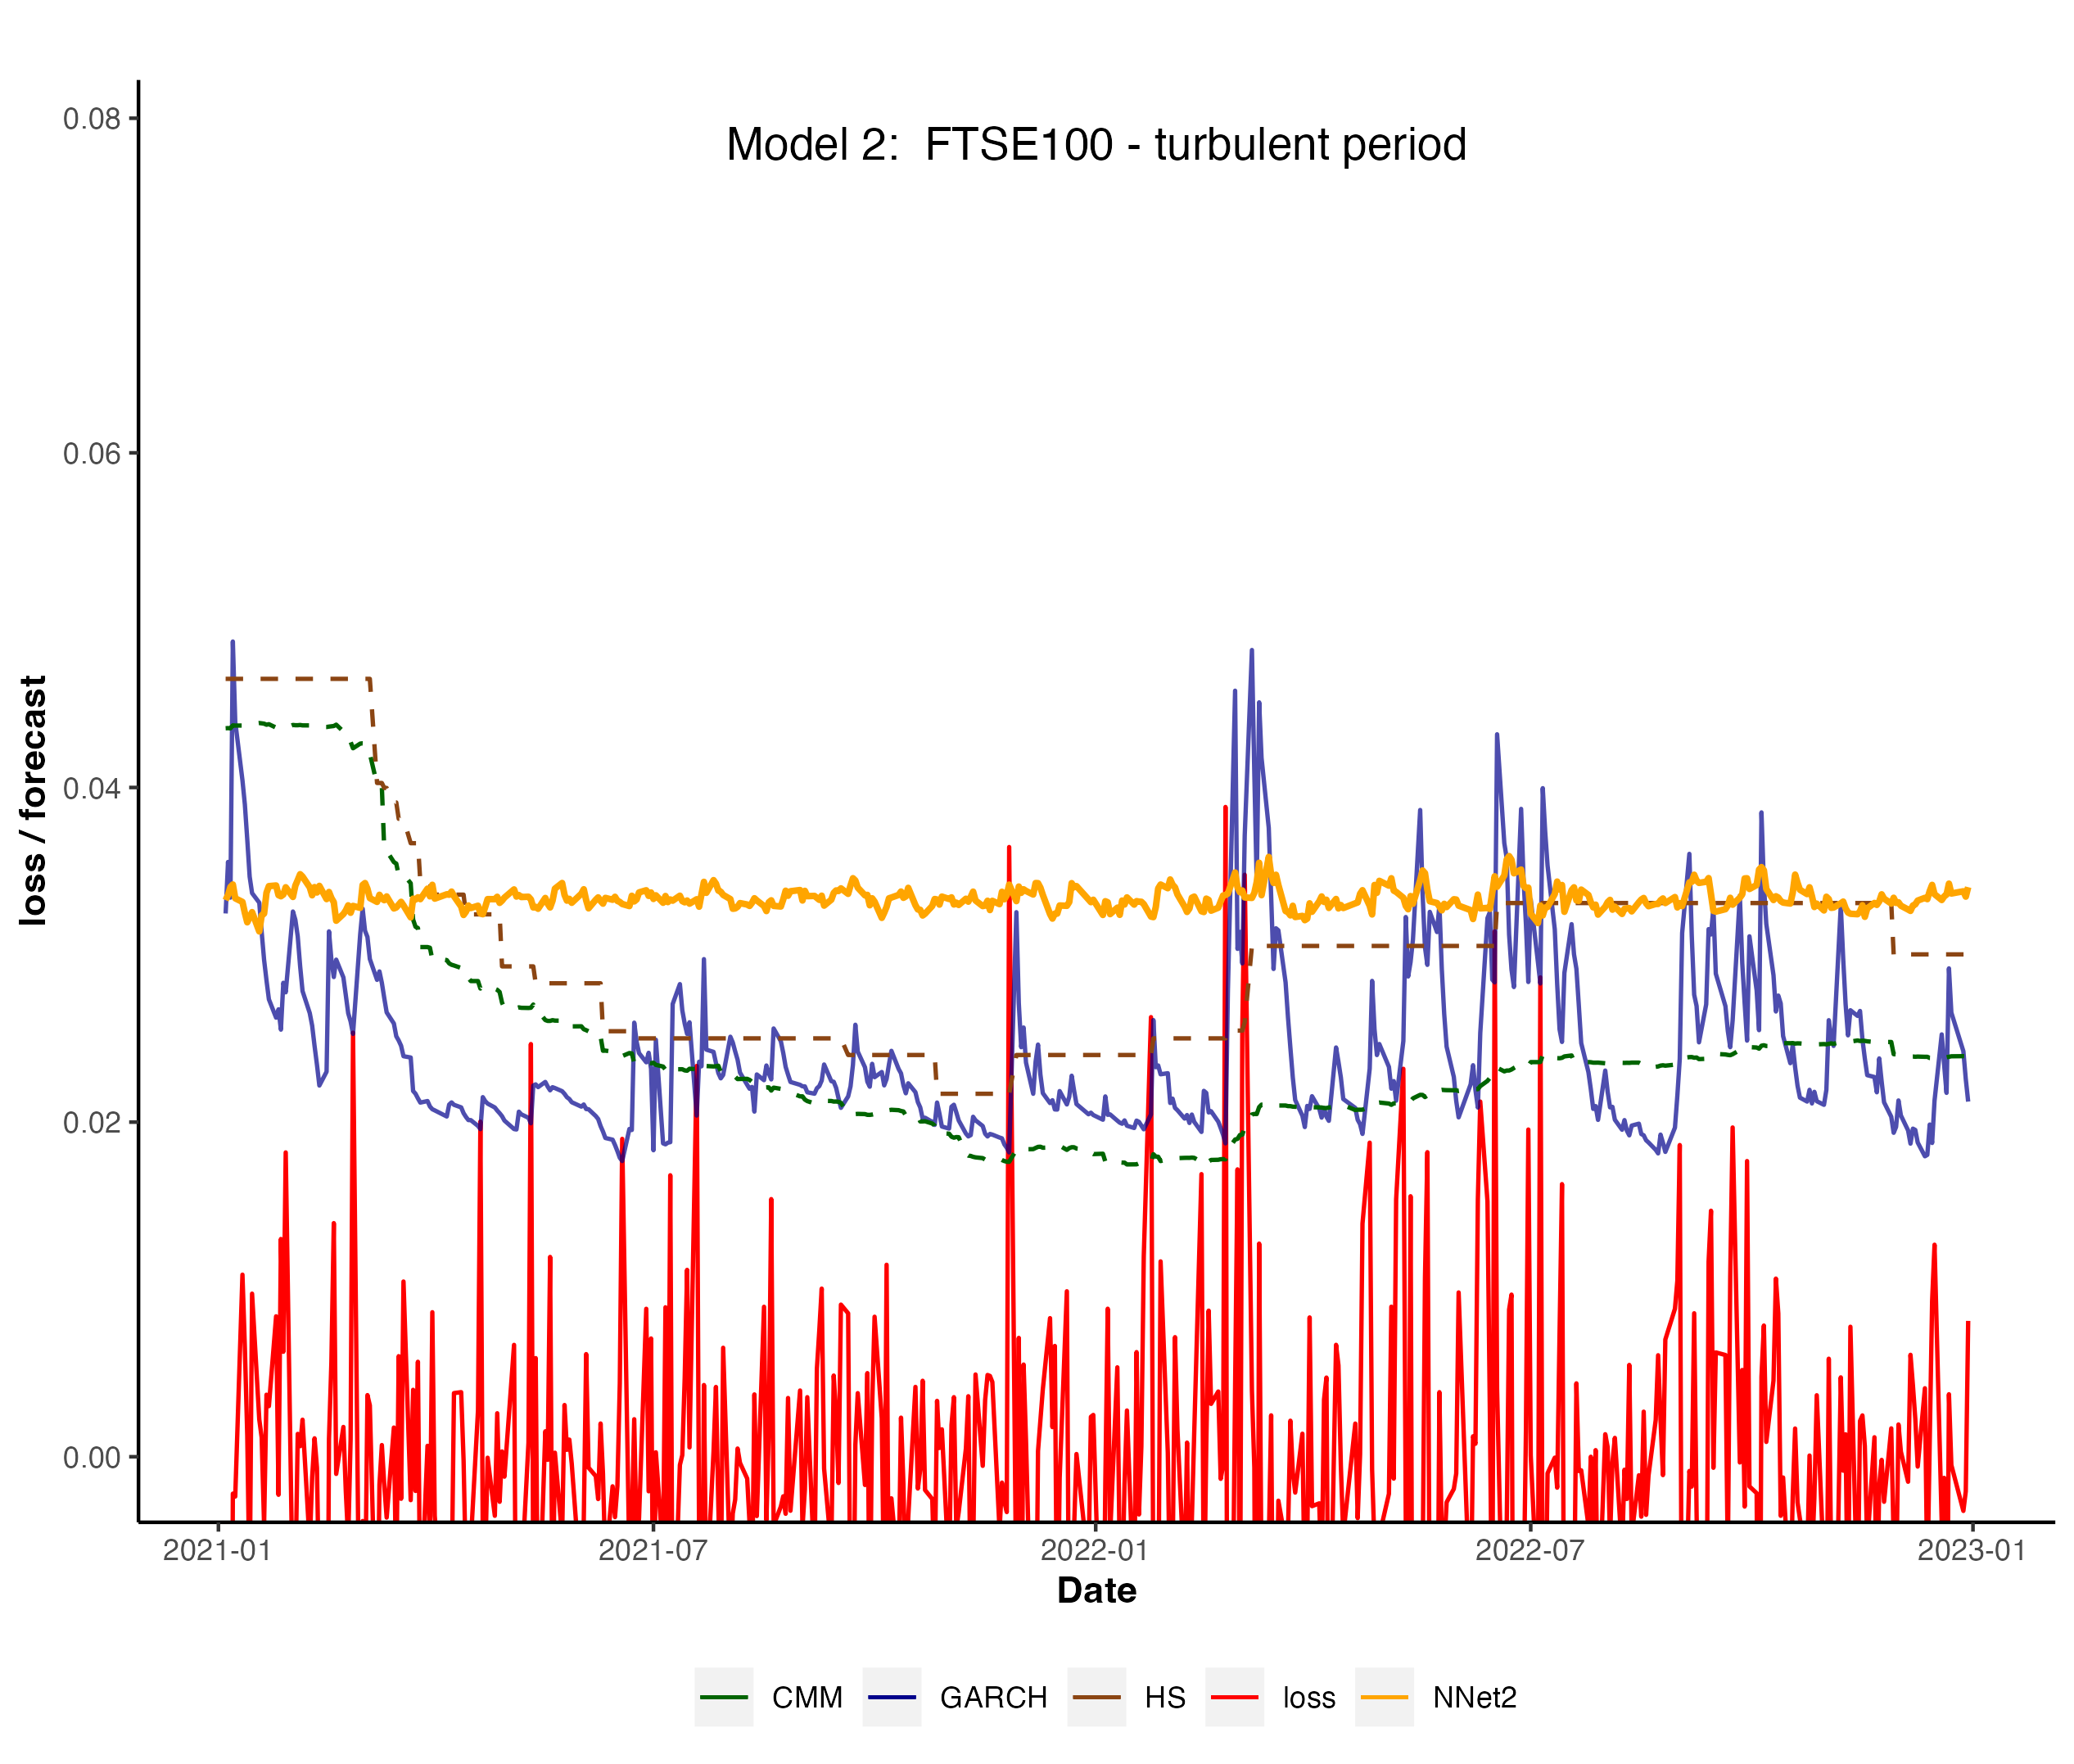 Model 2:  FTSE100 - turbulent period
loss / forecast
0.08
0.06
0.04
0.02
0.00
2021-01 2021-07 2022-01 2022-07 2023-01
Date
CMM GARCH HS loss NNet2